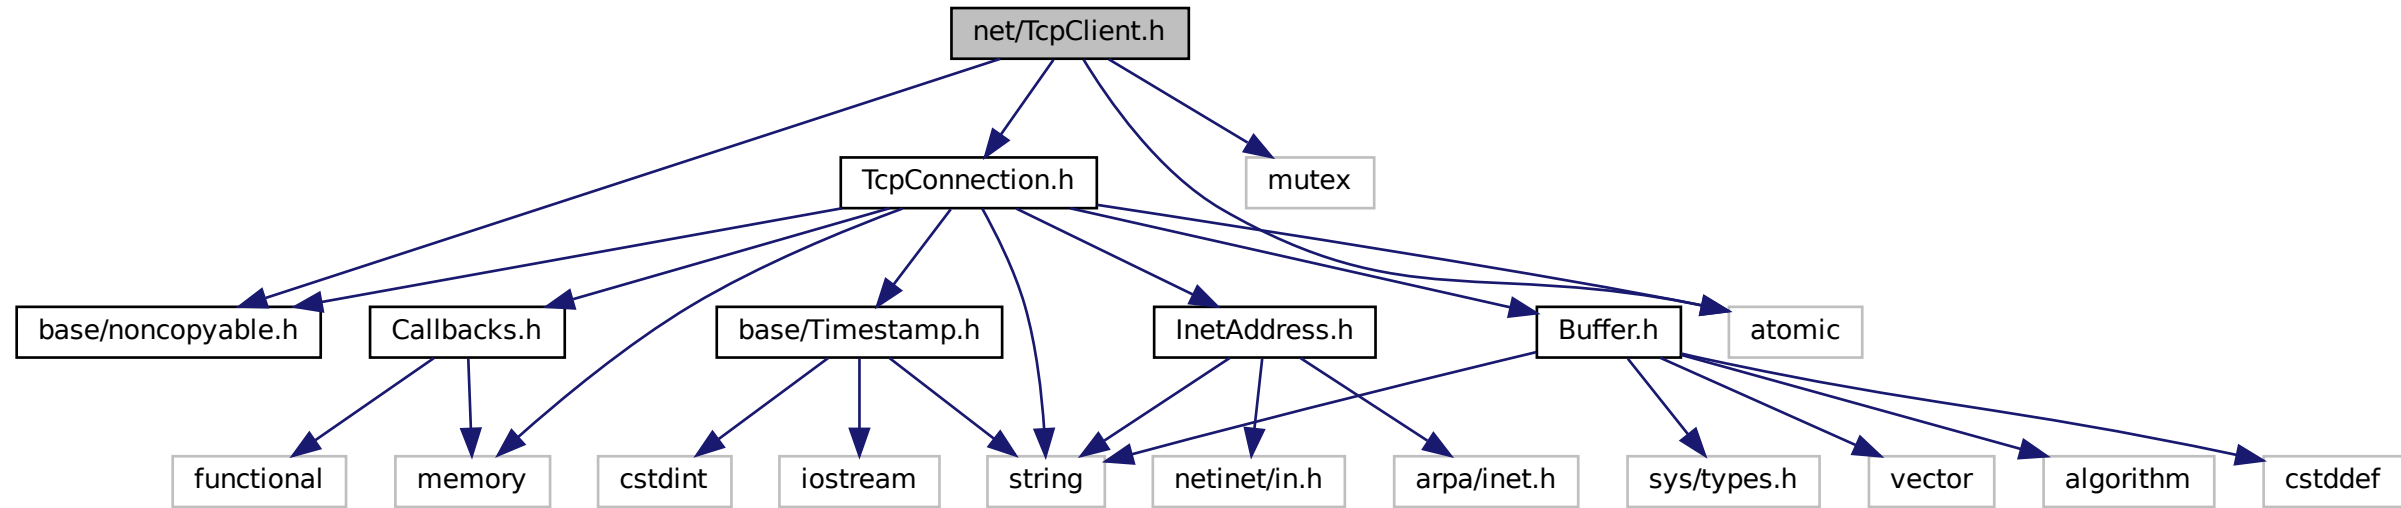 net/TcpClient.h
TcpConnection.h
mutex
base/noncopyable.h
Callbacks.h
base/Timestamp.h
InetAddress.h
Buffer.h
atomic
functional
memory
cstdint
iostream
string
netinet/in.h
arpa/inet.h
sys/types.h
vector
algorithm
cstddef